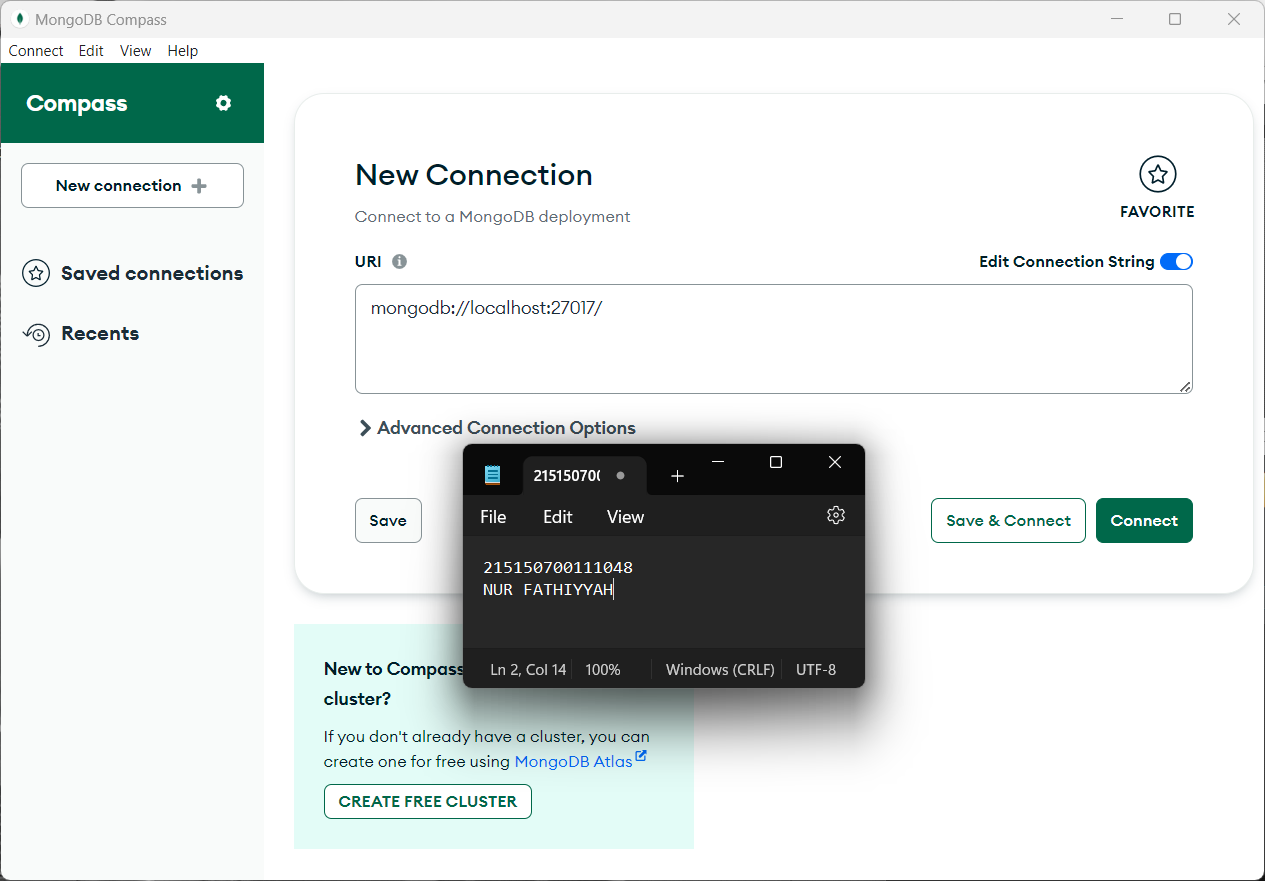 MongoDB Compass
Connect Edit View Help
Compass
New connection
Saved connections
Recents
New Connection
Connect to a MongoDB deployment
FAVORITE
URI
Edit Connection String
mongodb://localhost:27017/
Advanced Connection Options
Save
Save & Connect
Connect
21515070
File Edit View
215150700111048
NUR FATHIYYAH
Ln 2, Col 14 100% Windows (CRLF) UTF-8
New to Compass
cluster?
If you don't already have a cluster, you can
create one for free using MongoDB Atlas
CREATE FREE CLUSTER